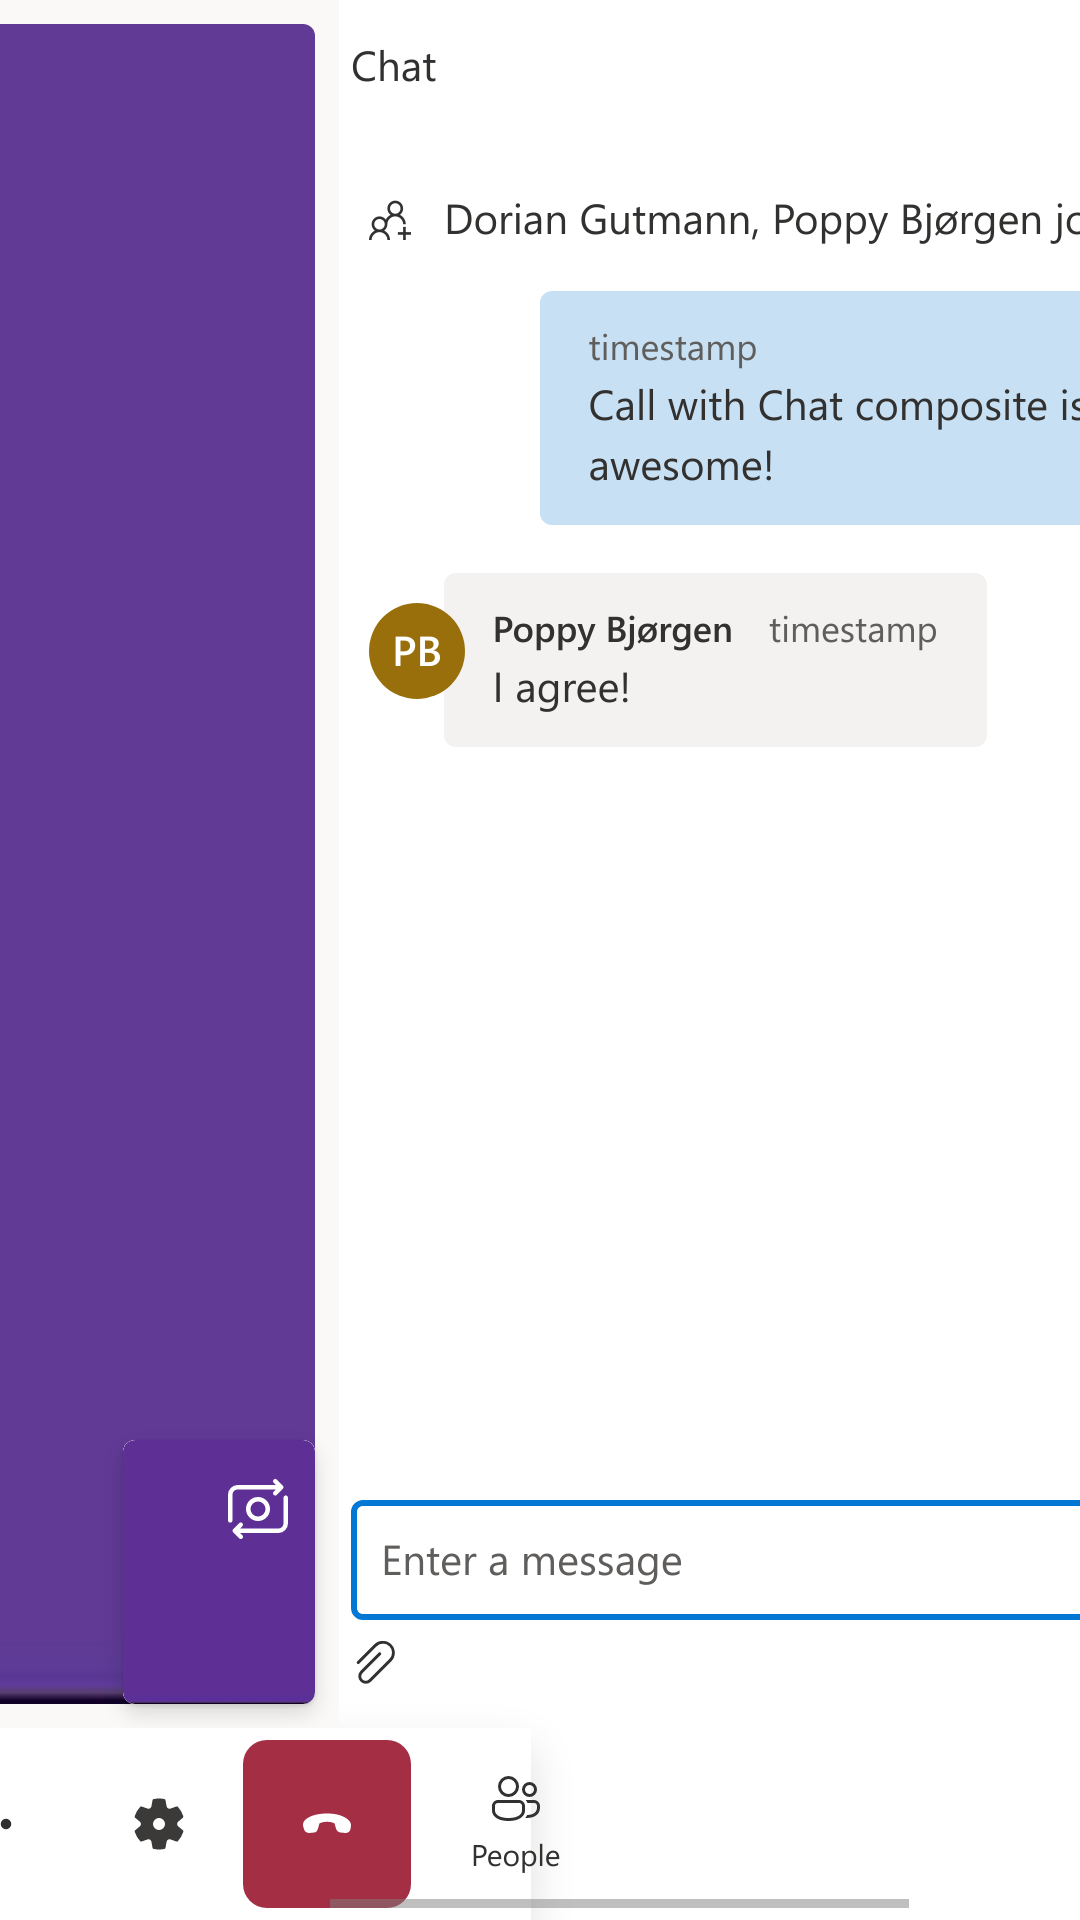 Chat
Dorian Gutmann, Poppy Bjørgen jo
timestamp
Call with Chat composite is
awesome!
PB
Poppy Bjørgen timestamp
I agree!
Enter a message
People